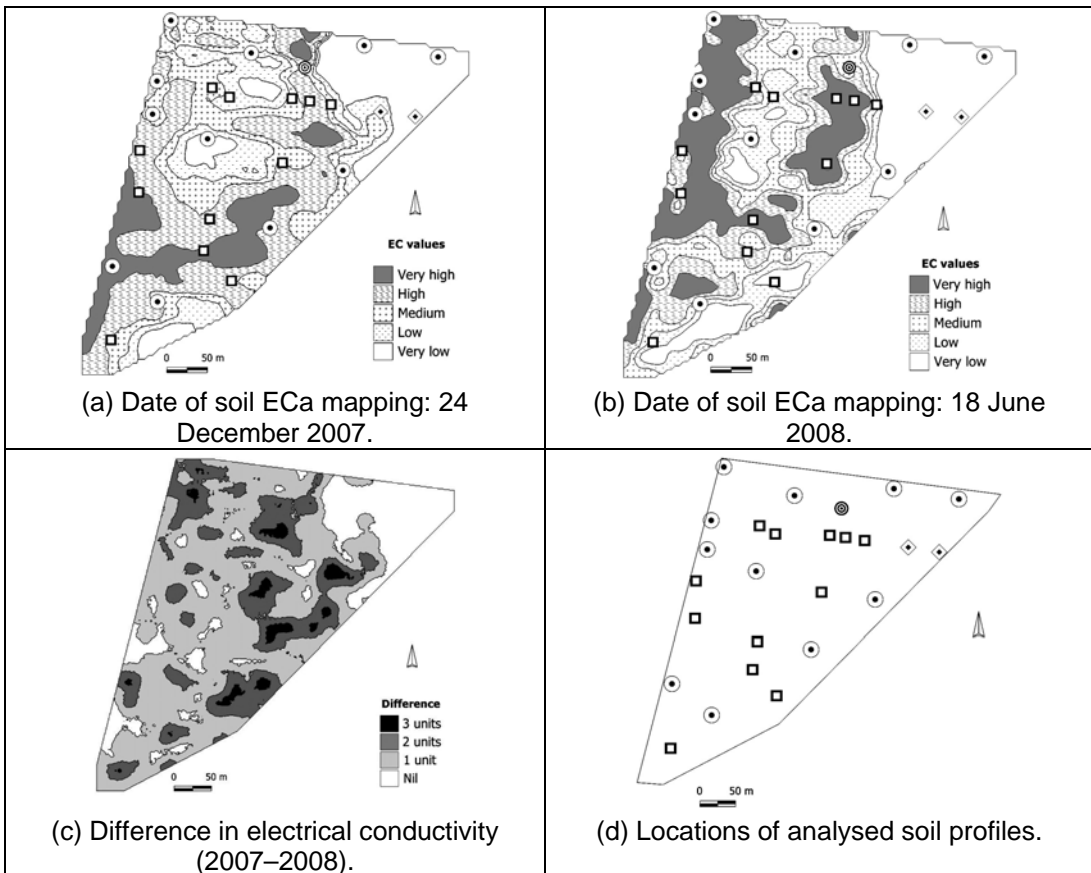 EC values
Very high
High
Medium
Low
Very low
0 50 m
(a) Date of soil ECa mapping: 24
December 2007.
EC values
Very high
High
Medium
Low
Very low
0 50 m
(b) Date of soil ECa mapping: 18 June
2008.
Difference
3 units
2 units
1 unit
Nil
0 50 m
(c) Difference in electrical conductivity
(2007–2008).
0 50 m
(d) Locations of analysed soil profiles.